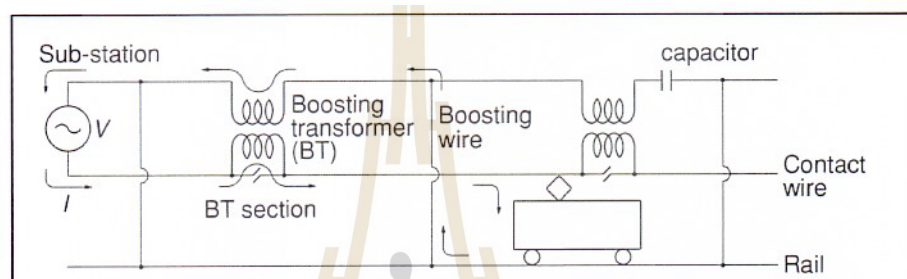 Sub-station
capacitor
V
Boosting
transformer
(BT)
Boosting
wire
Contact
wire
I
BT section
Rail